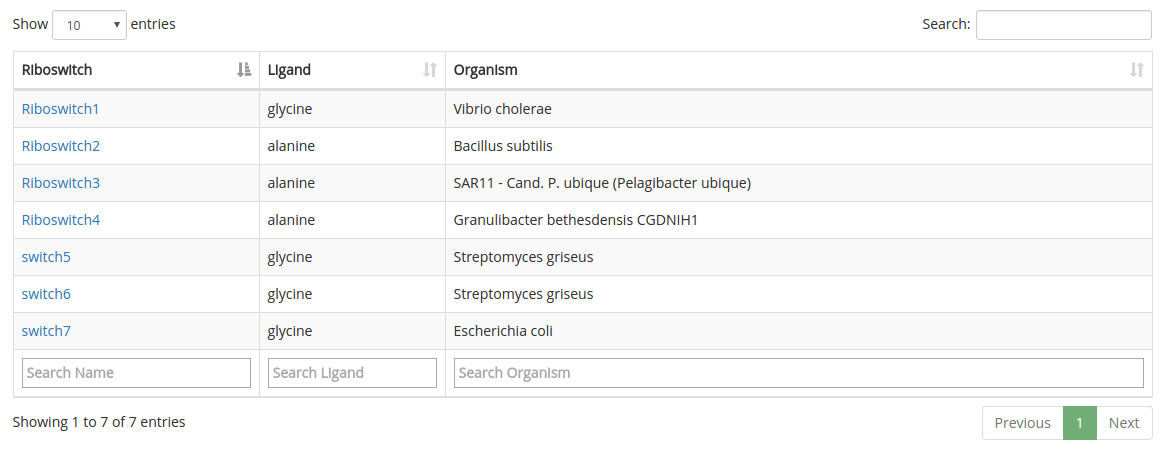 Show 10 entries Search:
Riboswitch Ligand Organism
Riboswitch1 glycine Vibrio cholerae
Riboswitch2 alanine Bacillus subtilis
Riboswitch3 alanine SAR11 - Cand. P. ubique (Pelagibacter ubique)
Riboswitch4 alanine Granulibacter bethesdensis CGDNIH1
switch5 glycine Streptomyces griseus
switch6 glycine Streptomyces griseus
switch7 glycine Escherichia coli
Search Name Search Ligand Search Organism
Showing 1 to 7 of 7 entries Previous 1 Next